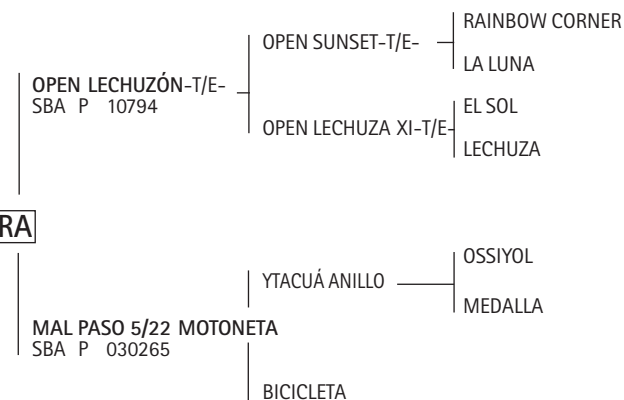 RAINBOW CORNER
OPEN SUNSET-T/E-
LA LUNA
OPEN LECHUZÓN-T/E-
SBA P 10794
EL SOL
OPEN LECHUZA XI-T/E-
LECHUZA
RA
OSSIYOL
YTACUÁ ANILLO
MEDALLA
MAL PASO 5/22 MOTONETA
SBA P 030265
BICICLETA